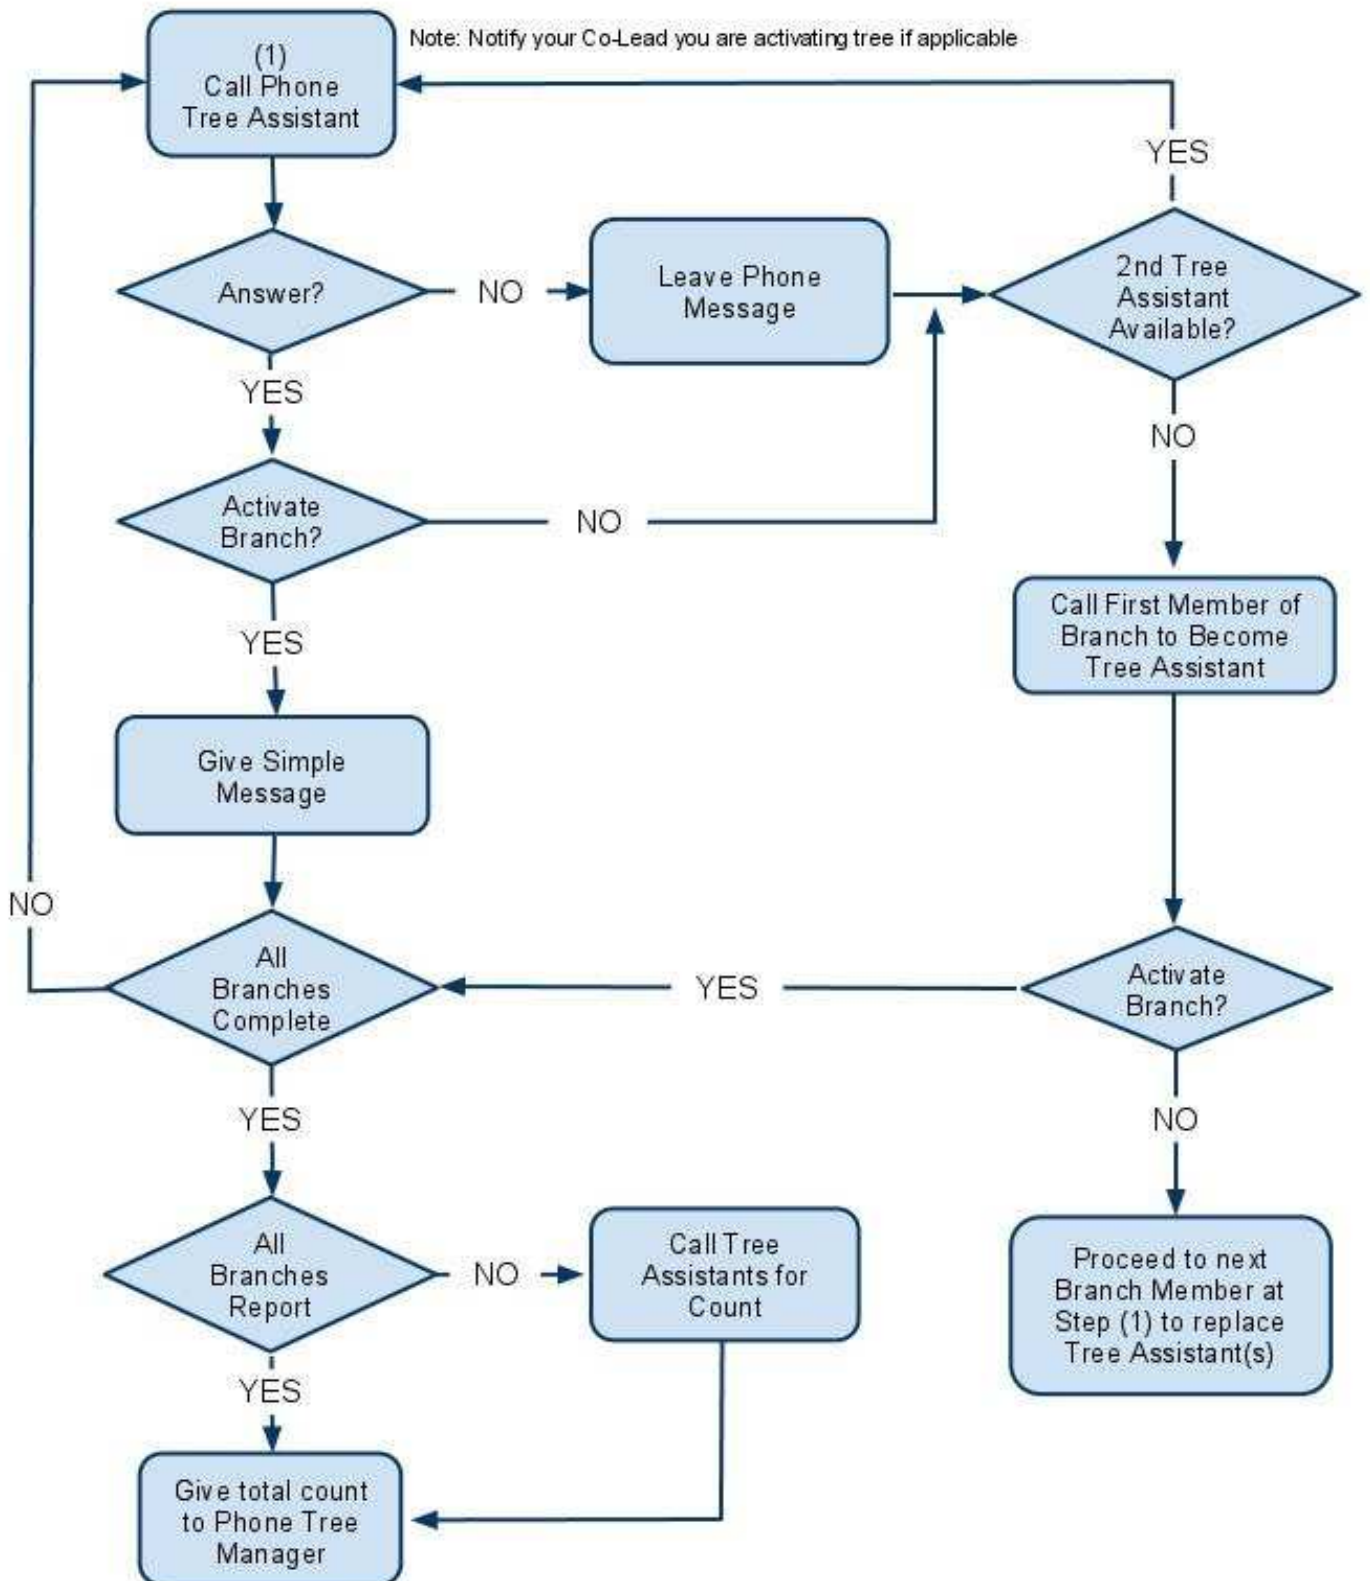 Note: Notify your Co-Lead you are activating tree if applicable
(1)
Call Phone
Tree Assistant
YES
Answer?
NO
Leave Phone
Message
2nd Tree
Assistant
Available?
YES
NO
Activate
Branch?
NO
Call First Member of
Branch to Become
Tree Assistant
YES
Give Simple
Message
NO
All
Branches
Complete
YES
Activate
Branch?
YES
NO
All
Branches
Report
NO
Call Tree
Assistants for
Count
Proceed to next
Branch Member at
Step (1) to replace
Tree Assistant(s)
YES
Give total count
to Phone Tree
Manager